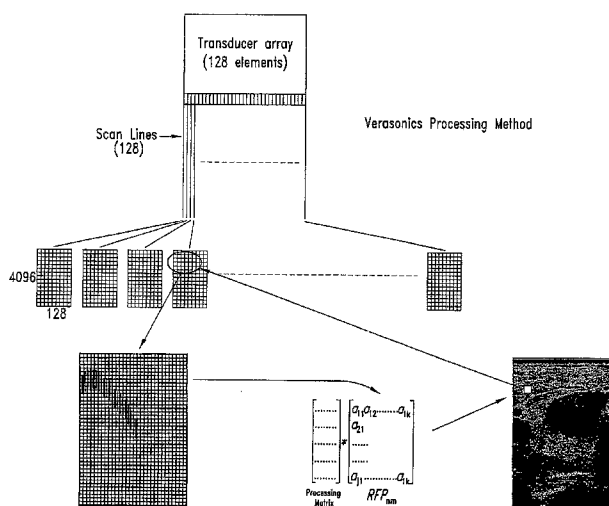 Transducer array
(128 elements)
Scan Lines
(128)
Verasonics Processing Method
4096
128
a11 a12 ........ a1k
a21
*
aj1 ........ a1k
Processing
Matrix
RFPnm